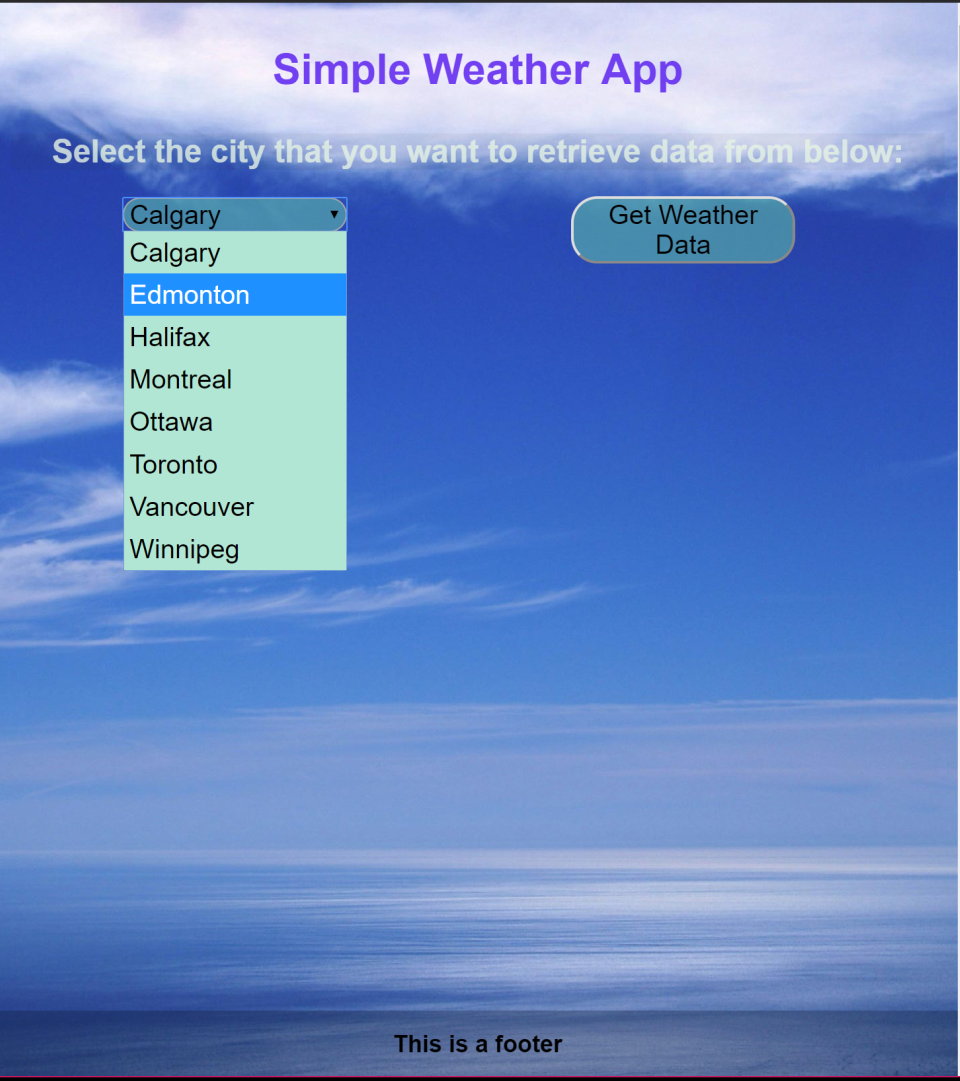 Simple Weather App
Select the city that you want to retrieve data from below:
Calgary
Get Weather
Data
Calgary
Edmonton
Halifax
Montreal
Ottawa
Toronto
Vancouver
Winnipeg
This is a footer